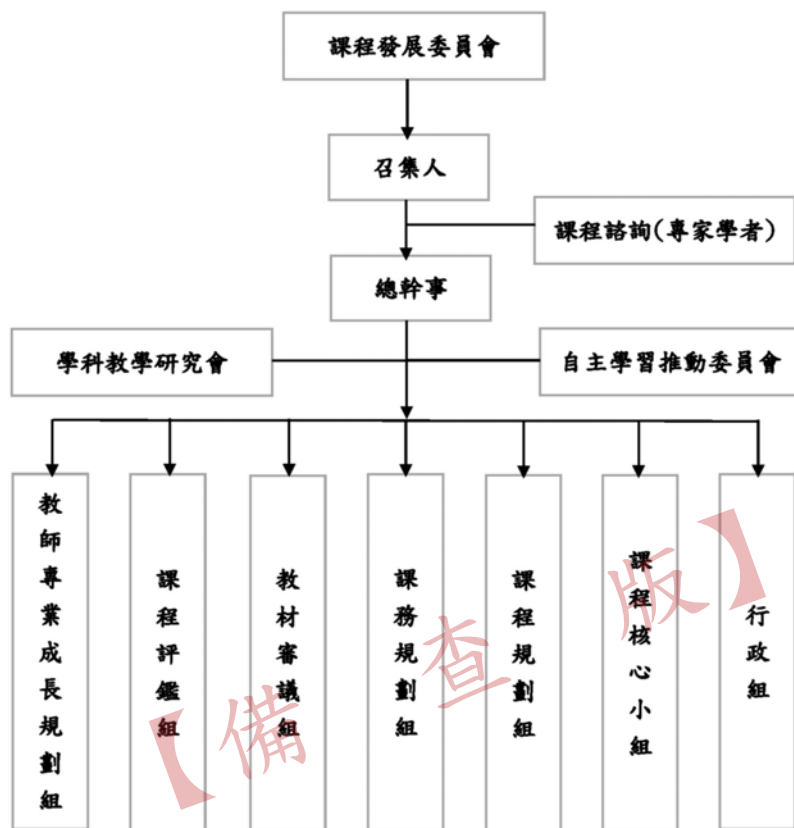 課程發展委員會
召集人
課程諮詢(專家學者)
總幹事
學科教學研究會
自主學習推動委員會
教師專業成長規劃組
課程評鑑組
教材審議組
課務規劃組
課程規劃組
課程核心小組
行政組
【備查版】